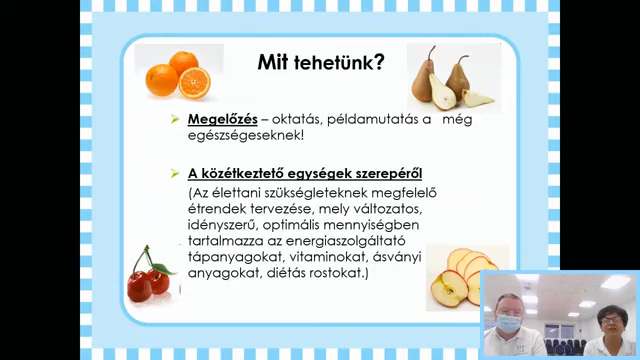 Mit tehetünk?
Megelőzés – oktatás, példamutatás a még
egészségeseknek!
A közétkeztető egységek szerepéről
(Az élettani szükségleteknek megfelelő
étrendek tervezése, mely változatos,
idényszerű, optimális mennyiségben
tartalmazza az energiaszolgáltató
tápanyagokat, vitaminokat, ásványi
anyagokat, diétás rostokat.)